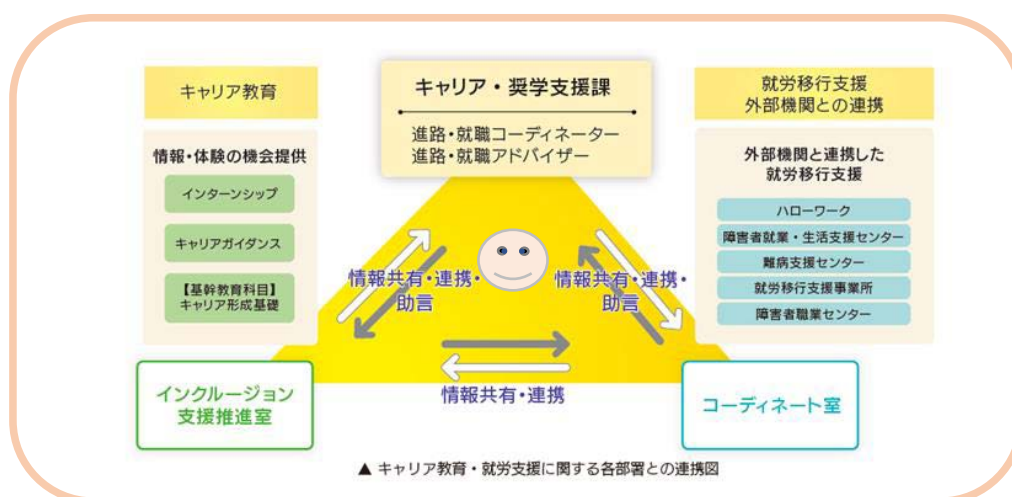 キャリア教育
情報・体験の機会提供
インターンシップ
キャリアガイダンス
【基幹教育科目】
キャリア形成基礎
キャリア・奨学支援課
進路・就職コーディネーター
進路・就職アドバイザー
就労移行支援
外部機関との連携
外部機関と連携した
就労移行支援
ハローワーク
障害者就業・生活支援センター
難病支援センター
就労移行支援事業所
障害者職業センター
情報共有・連携・
助言
情報共有・連携・
助言
情報共有・連携
インクルージョン
支援推進室
コーディネート室
▲ キャリア教育・就労支援に関する各部署との連携図